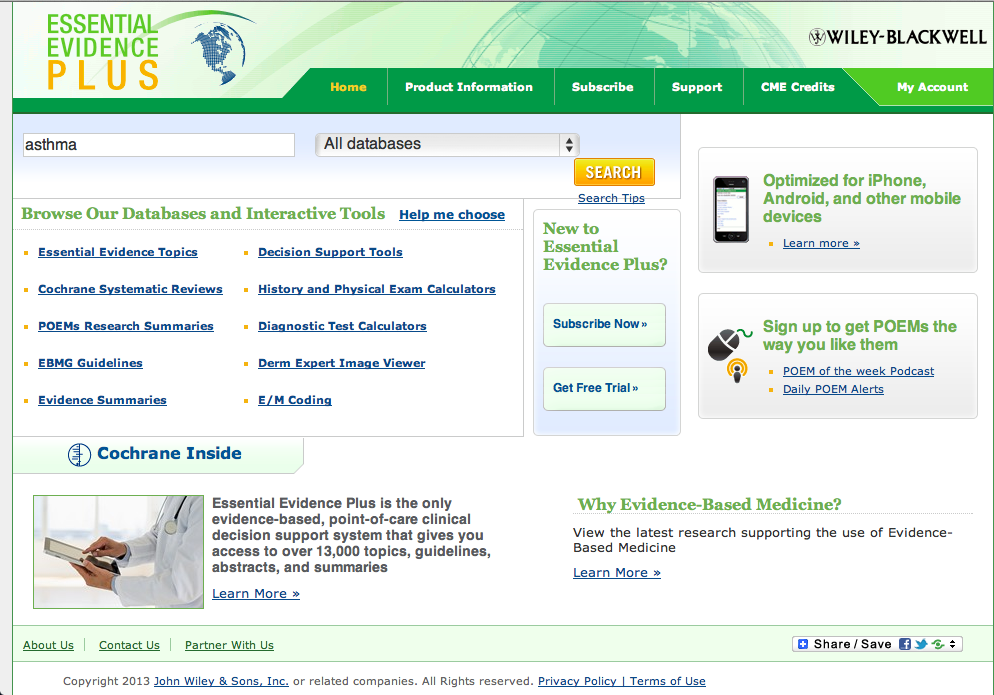 ESSENTIAL
EVIDENCE
PLUS
WILEY-BLACKWELL
Home
Product Information
Subscribe
Support
CME Credits
My Account
asthma
All databases
SEARCH
Search Tips
Browse Our Databases and Interactive Tools
Help me choose
Essential Evidence Topics
Cochrane Systematic Reviews
POEMs Research Summaries
EBMG Guidelines
Evidence Summaries
Decision Support Tools
History and Physical Exam Calculators
Diagnostic Test Calculators
Derm Expert Image Viewer
E/M Coding
New to
Essential
Evidence Plus?
Subscribe Now »
Get Free Trial »
Optimized for iPhone,
Android, and other mobile
devices
Learn more »
Sign up to get POEMs the
way you like them
POEM of the week Podcast
Daily POEM Alerts
Cochrane Inside
Essential Evidence Plus is the only
evidence-based, point-of-care clinical
decision support system that gives you
access to over 13,000 topics, guidelines,
abstracts, and summaries
Learn More »
Why Evidence-Based Medicine?
View the latest research supporting the use of Evidence-
Based Medicine
Learn More »
About Us
Contact Us
Partner With Us
Share / Save
Copyright 2013 John Wiley & Sons, Inc. or related companies. All Rights reserved. Privacy Policy | Terms of Use